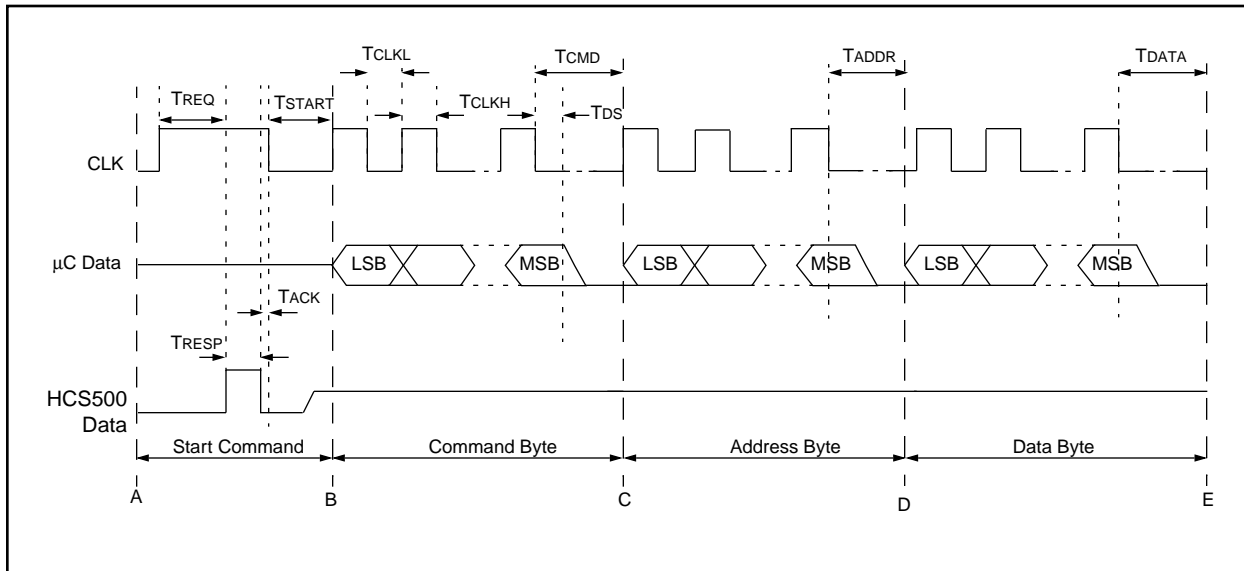 TCLKL
TCMD
TADDR
TDATA
TREQ
TSTART
TCLKH
TDS
CLK
μC Data
LSB
MSB
LSB
MSB
LSB
MSB
TACK
TRESP
HCS500
Data
Start Command
Command Byte
Address Byte
Data Byte
A
B
C
D
E